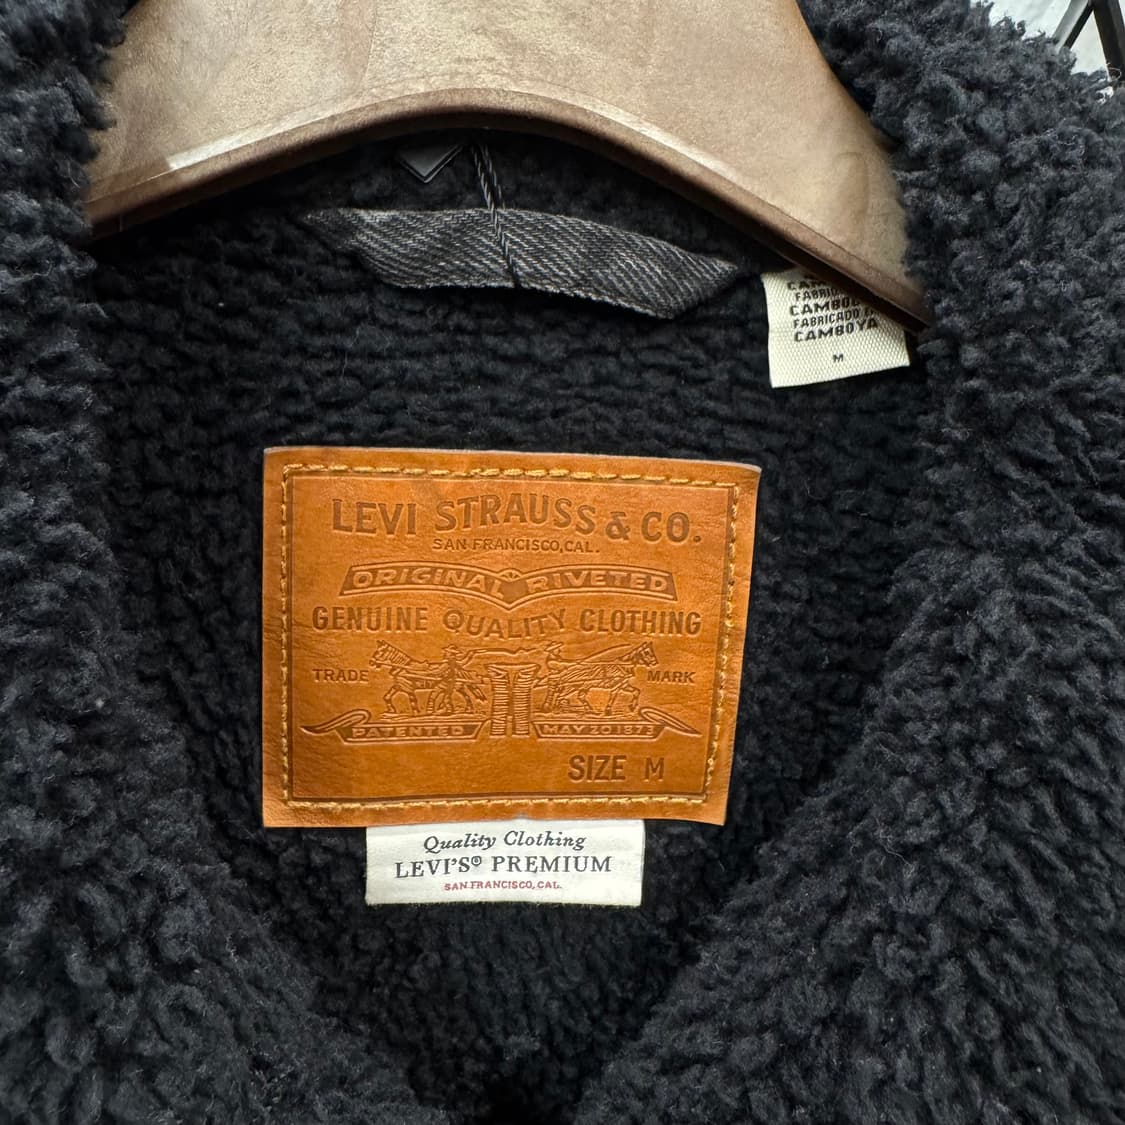 FABRICADO
CAMBOYA
M
LEVI STRAUSS & CO.
SAN FRANCISCO, CAL.
ORIGINAL RIVETED
GENUINE QUALITY CLOTHING
TRADE MARK
PATENTED MAY 20 1873
SIZE M
Quality Clothing
LEVI'S® PREMIUM
SAN FRANCISCO, CAL.